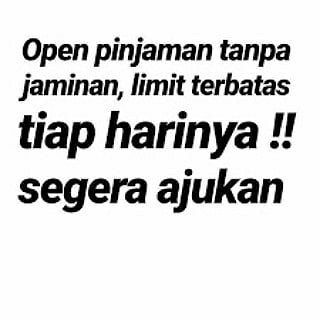 Open pinjaman tanpa
jaminan, limit terbatas
tiap harinya !!
segera ajukan